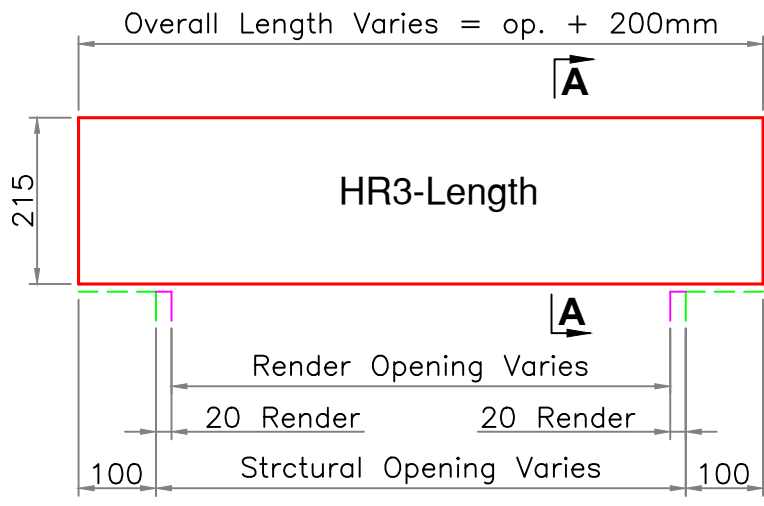 Overall Length Varies = op. + 200mm
A
HR3-Length
215
A
Render Opening Varies
20 Render 20 Render
100 Strctural Opening Varies 100